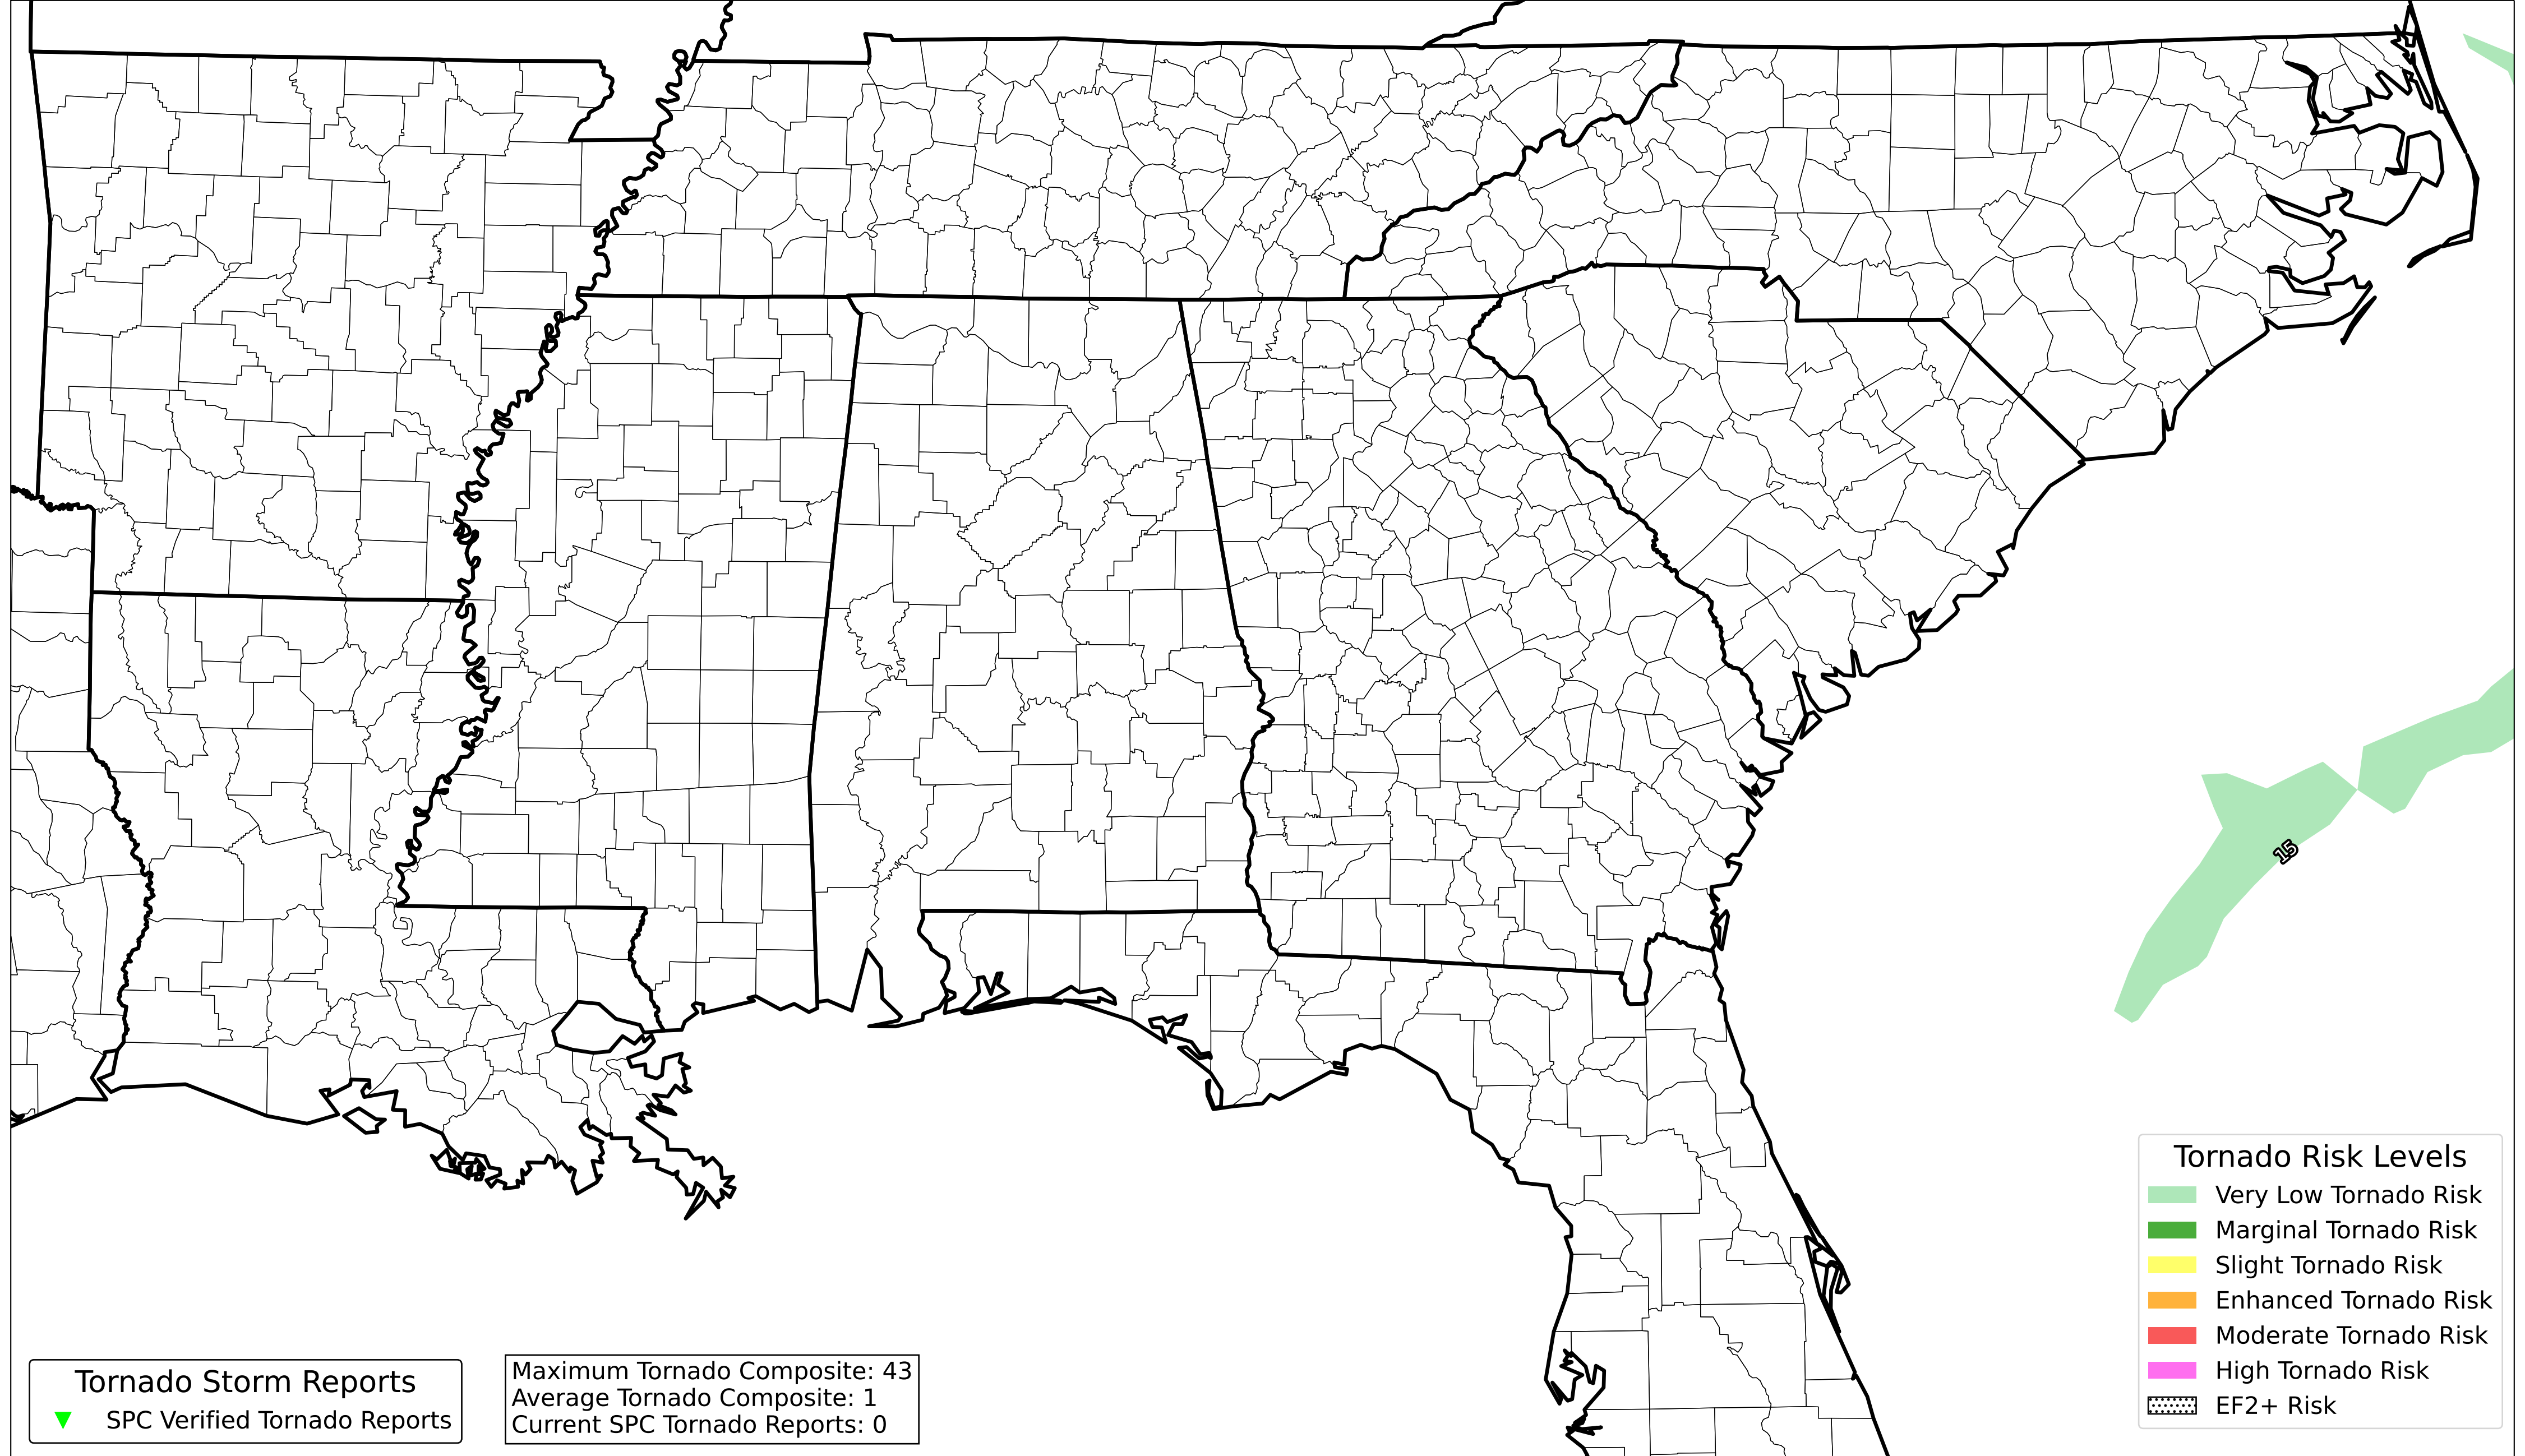 15
Tornado Risk Levels
Very Low Tornado Risk
Marginal Tornado Risk
Slight Tornado Risk
Enhanced Tornado Risk
Moderate Tornado Risk
High Tornado Risk
EF2+ Risk
Tornado Storm Reports
SPC Verified Tornado Reports
Maximum Tornado Composite: 43
Average Tornado Composite: 1
Current SPC Tornado Reports: 0